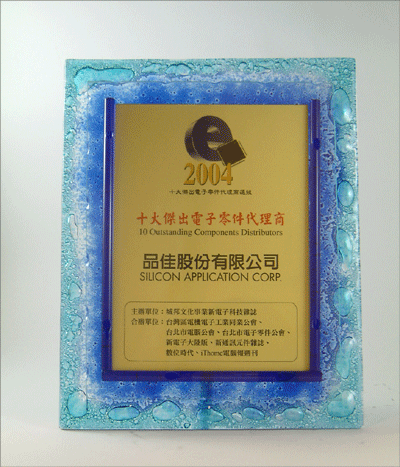 e
2004
十大傑出電子零件代理商選拔
十大傑出電子零件代理商
10 Outstanding Components Distributors
品佳股份有限公司
SILICON APPLICATION CORP.
主辦單位：城邦文化事業新電子科技雜誌
合辦單位：台灣區電機電子工業同業公會、
台北市電腦公會、台北市電子零件公會、
新電子大陸版、新通訊元件雜誌、
數位時代、iThome電腦報週刊